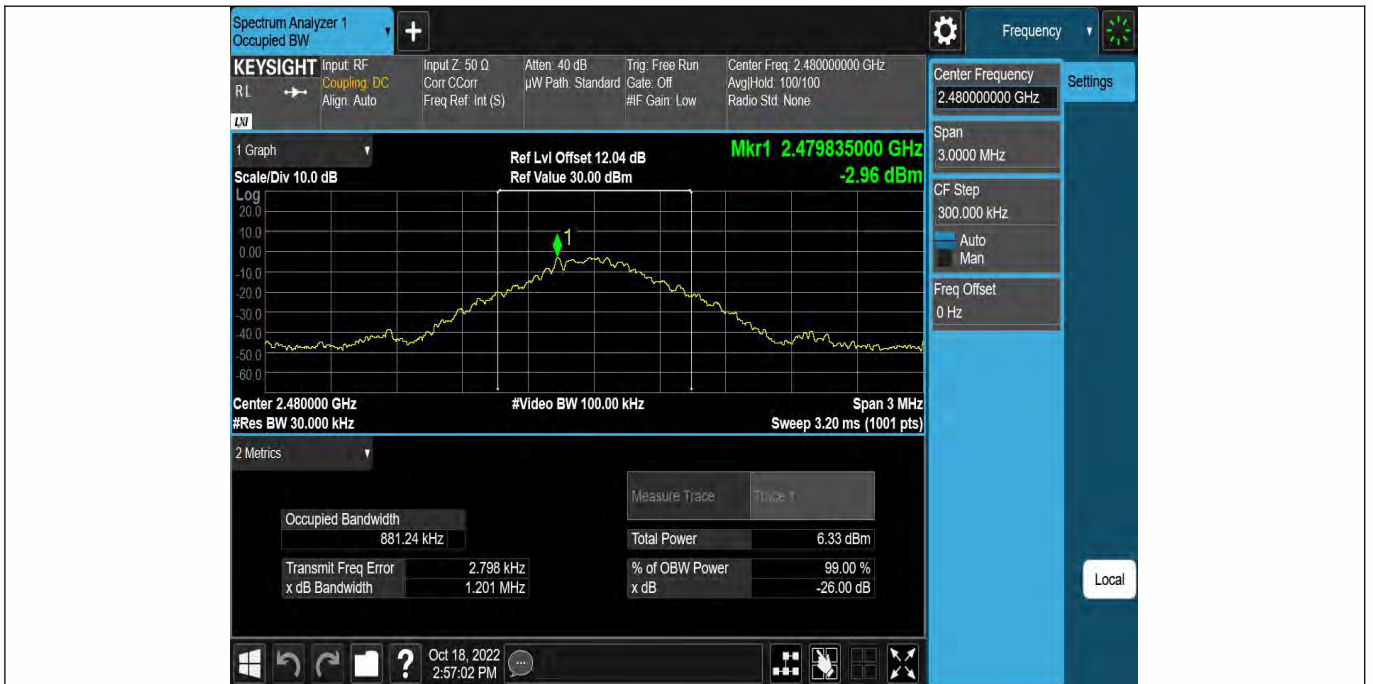 Spectrum Analyzer 1
Occupied BW
Frequency
KEYSIGHT
RL
LXI
Input: RF
Coupling: DC
Align: Auto
Input Z: 50 Ω
Corr CCorr
Freq Ref: Int (S)
Atten: 40 dB
µW Path: Standard
Trig: Free Run
Gate: Off
#IF Gain: Low
Center Freq: 2.480000000 GHz
Avg|Hold: 100/100
Radio Std: None
1 Graph
Scale/Div 10.0 dB
Ref Lvl Offset 12.04 dB
Ref Value 30.00 dBm
Mkr1 2.479835000 GHz
-2.96 dBm
Log
20.0
10.0
0.00
-10.0
-20.0
-30.0
-40.0
-50.0
-60.0
1
Center 2.480000 GHz
#Res BW 30.000 kHz
#Video BW 100.00 kHz
Span 3 MHz
Sweep 3.20 ms (1001 pts)
2 Metrics
Measure Trace Trace 1
Occupied Bandwidth
881.24 kHz
Total Power 6.33 dBm
Transmit Freq Error 2.798 kHz
% of OBW Power 99.00 %
x dB Bandwidth 1.201 MHz
x dB -26.00 dB
Center Frequency
2.480000000 GHz
Settings
Span
3.0000 MHz
CF Step
300.000 kHz
Auto
Man
Freq Offset
0 Hz
Local
?
Oct 18, 2022
2:57:02 PM